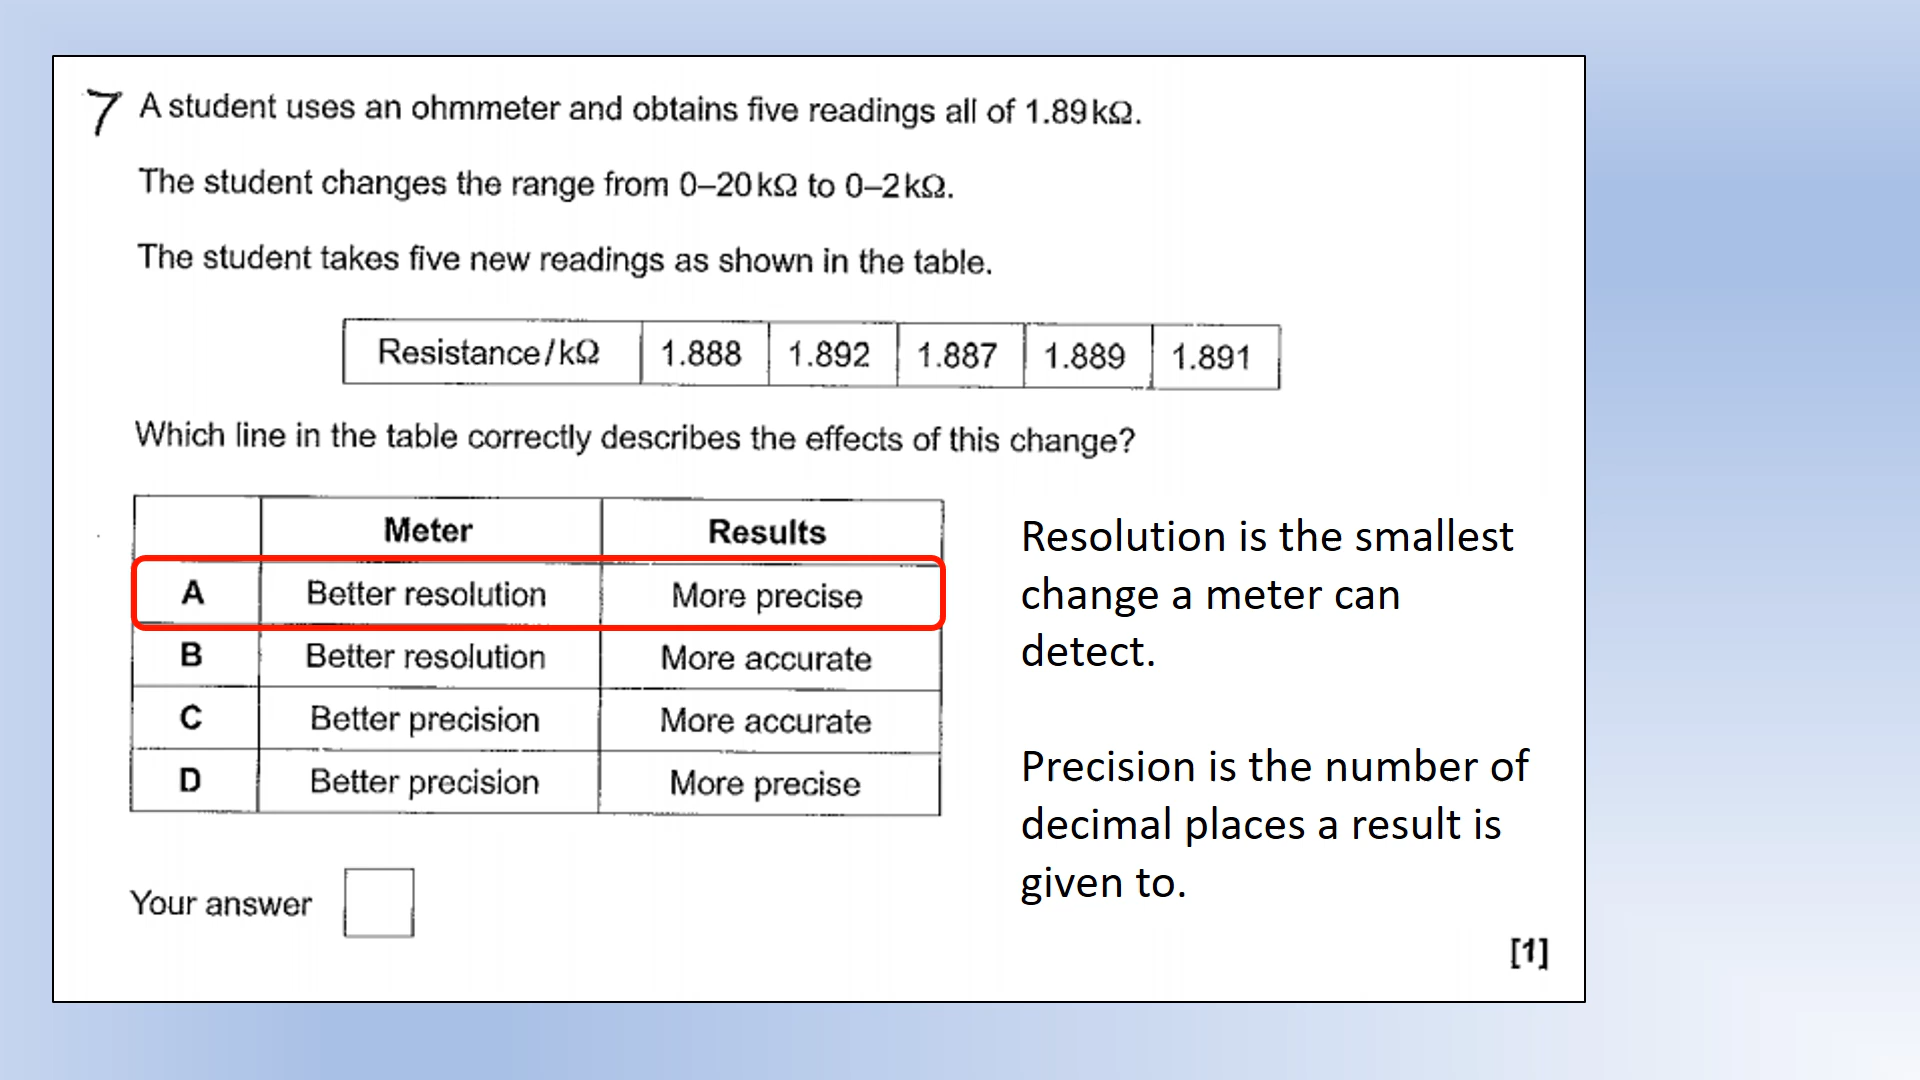 7 A student uses an ohmmeter and obtains five readings all of 1.89 kΩ.
The student changes the range from 0–20 kΩ to 0–2 kΩ.
The student takes five new readings as shown in the table.
Resistance/kΩ 1.888 1.892 1.887 1.889 1.891
Which line in the table correctly describes the effects of this change?
Meter Results
A Better resolution More precise
B Better resolution More accurate
C Better precision More accurate
D Better precision More precise
Your answer
Resolution is the smallest
change a meter can
detect.
Precision is the number of
decimal places a result is
given to.
[1]